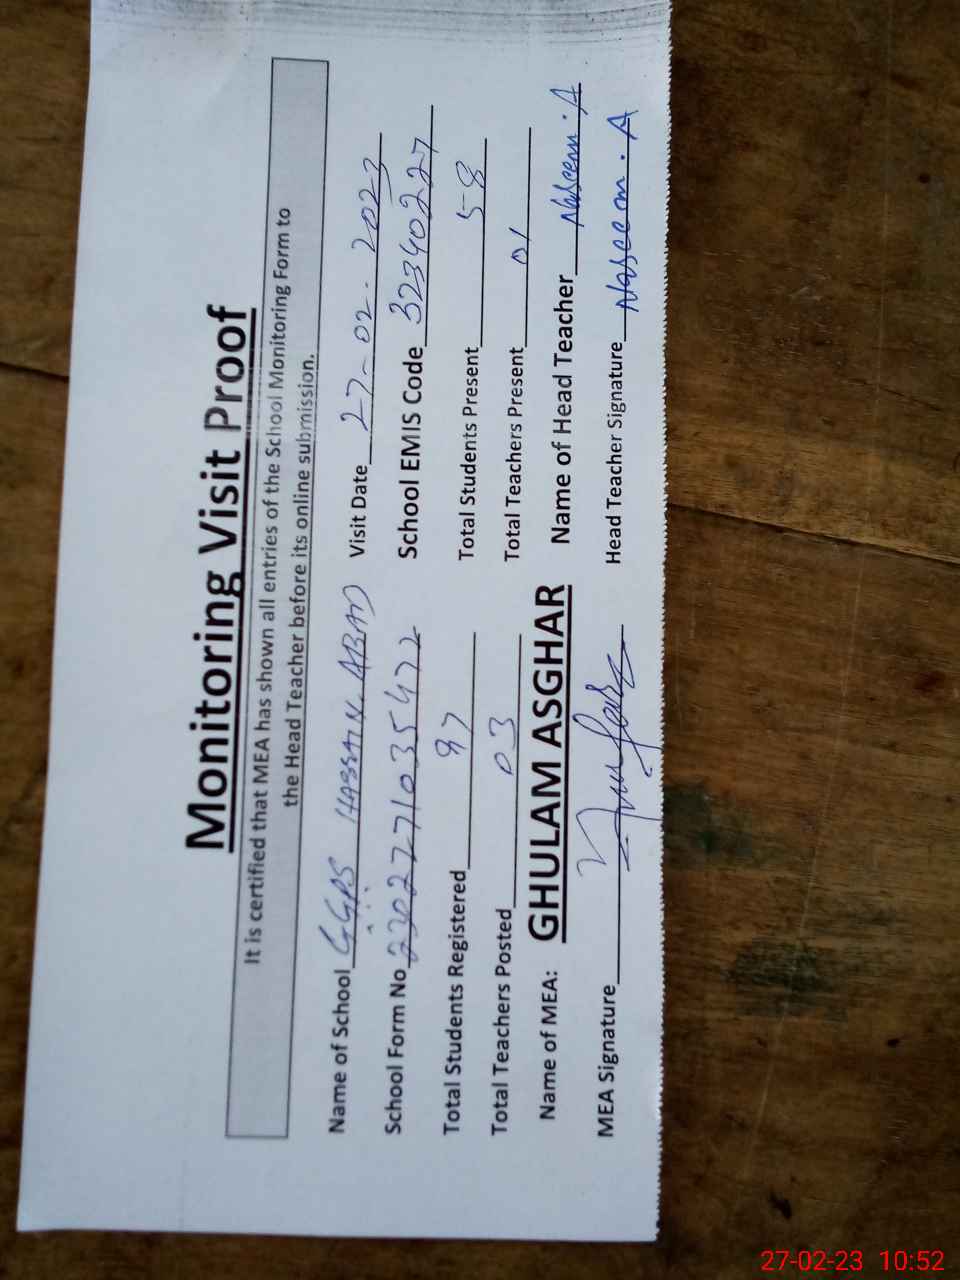 Monitoring Visit Proof
It is certified that MEA has shown all entries of the School Monitoring Form to
the Head Teacher before its online submission.
Name of School GGPS HASSAIN ABAD Visit Date 27-02-2023
School Form No 23022771035472 School EMIS Code 32340227
Total Students Registered 97 Total Students Present 58
Total Teachers Posted 03 Total Teachers Present 01
Name of MEA: GHULAM ASGHAR Name of Head Teacher Naseem.A
MEA Signature Head Teacher Signature Naseem.A
27-02-23 10:52